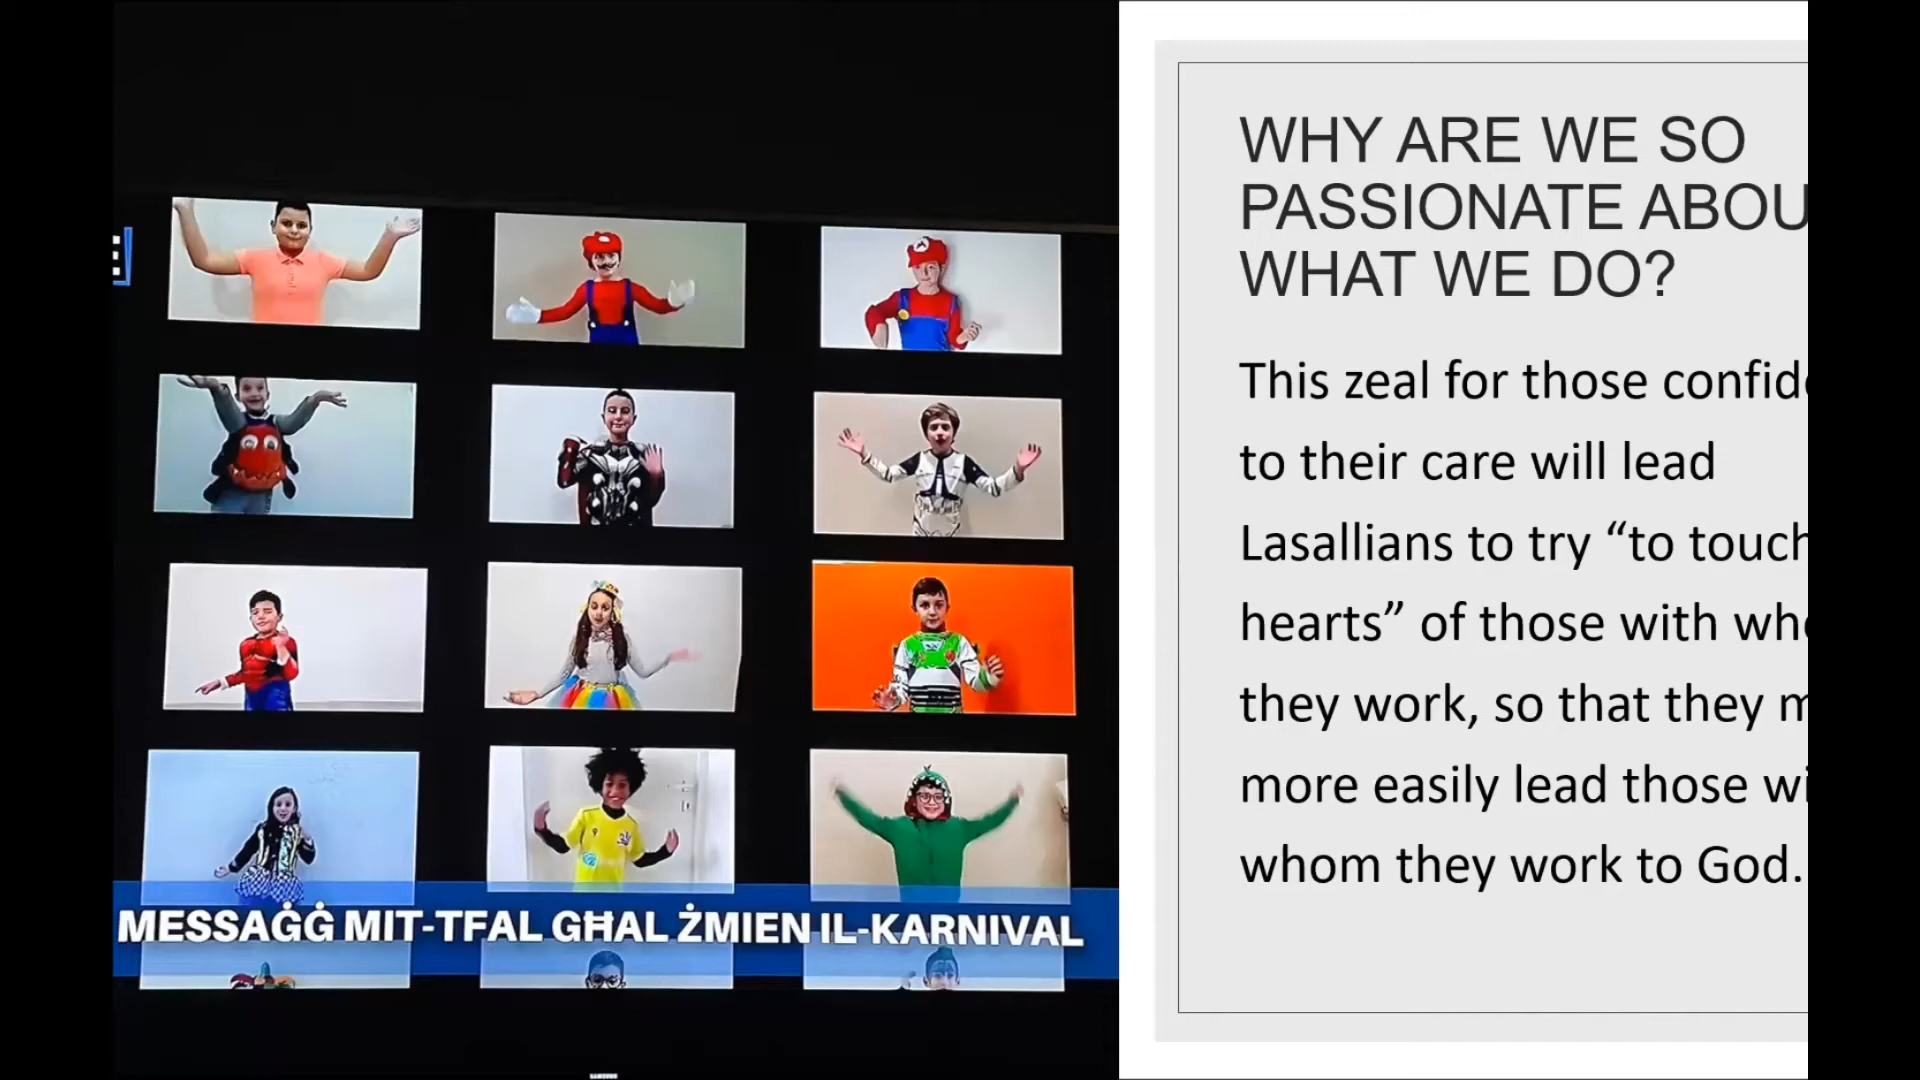 MESSAĠĠ MIT-TFAL GĦAL ŻMIEN IL-KARNIVAL
WHY ARE WE SO
PASSIONATE ABOU
WHAT WE DO?
This zeal for those confid
to their care will lead
Lasallians to try “to touch
hearts” of those with who
they work, so that they m
more easily lead those wi
whom they work to God.